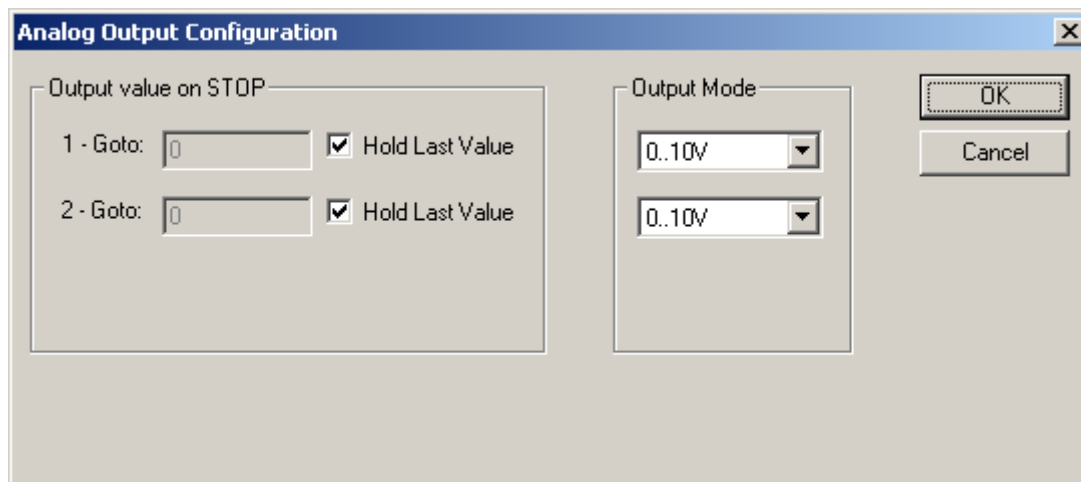 Analog Output Configuration
Output value on STOP
1 - Goto: 0 Hold Last Value
2 - Goto: 0 Hold Last Value
Output Mode
0..10V
0..10V
OK
Cancel